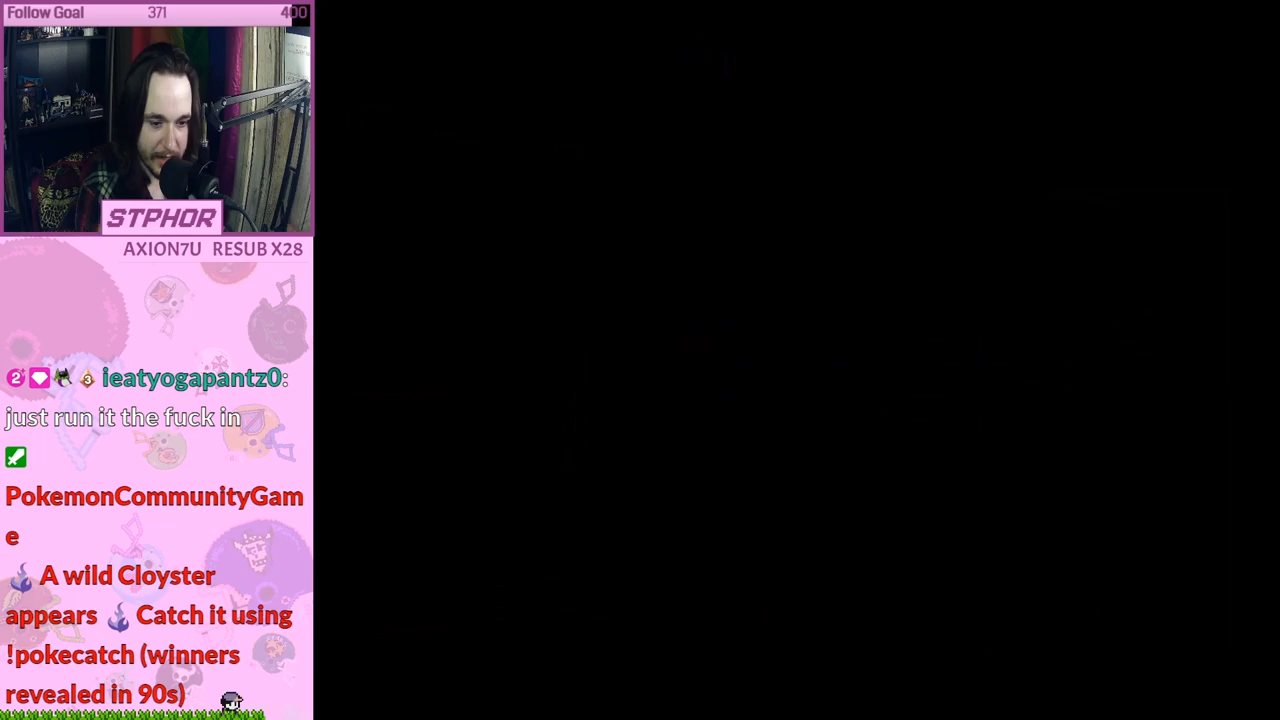 Follow Goal 371 400
STPHOR
AXION7U RESUB X28
ieatyogapantz0:
just run it the fuck in
PokemonCommunityGam
e
A wild Cloyster
appears Catch it using
!pokecatch (winners
revealed in 90s)